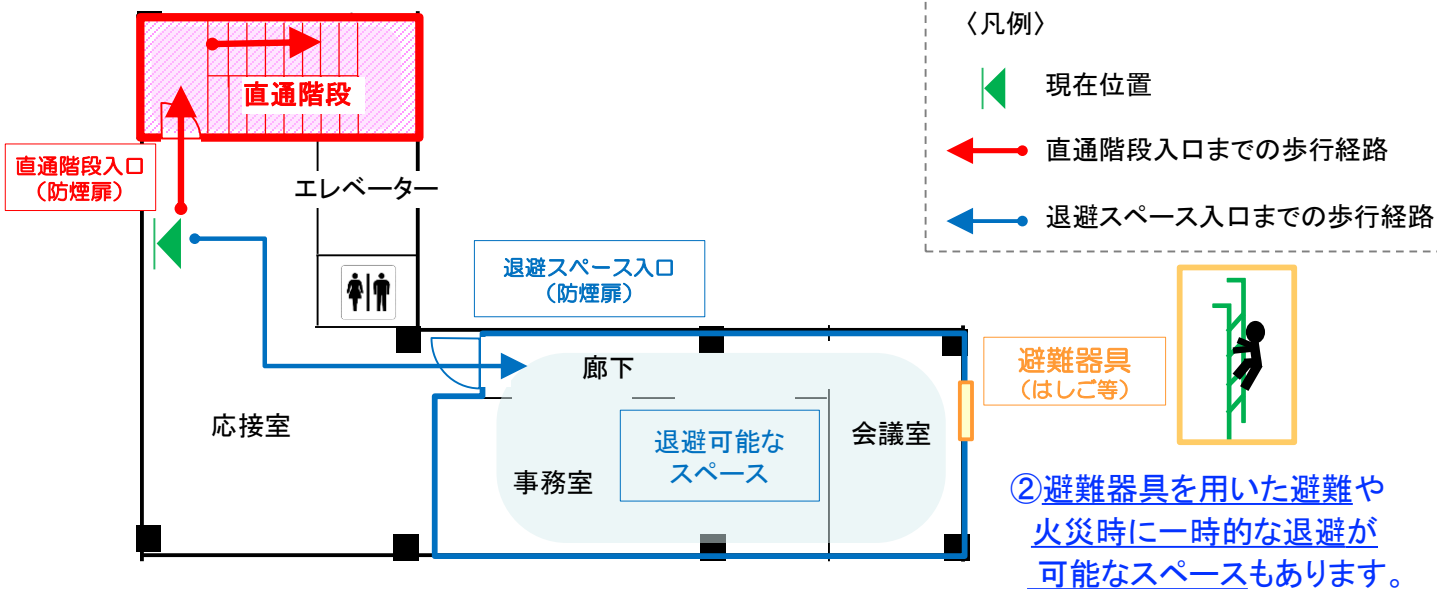 〈凡例〉
現在位置
直通階段入口までの歩行経路
退避スペース入口までの歩行経路
直通階段
直通階段入口
（防煙扉）
エレベーター
退避スペース入口
（防煙扉）
廊下
応接室
事務室
退避可能な
スペース
会議室
避難器具
（はしご等）
②避難器具を用いた避難や
火災時に一時的な退避が
可能なスペースもあります。